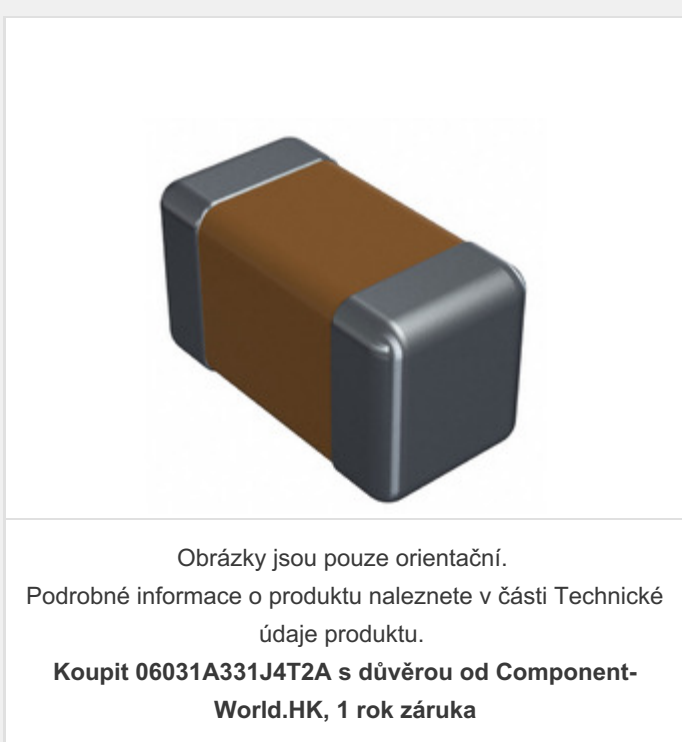 Obrázky jsou pouze orientační.
Podrobné informace o produktu naleznete v části Technické
údaje produktu.
Koupit 06031A331J4T2A s důvěrou od Component-
World.HK, 1 rok záruka